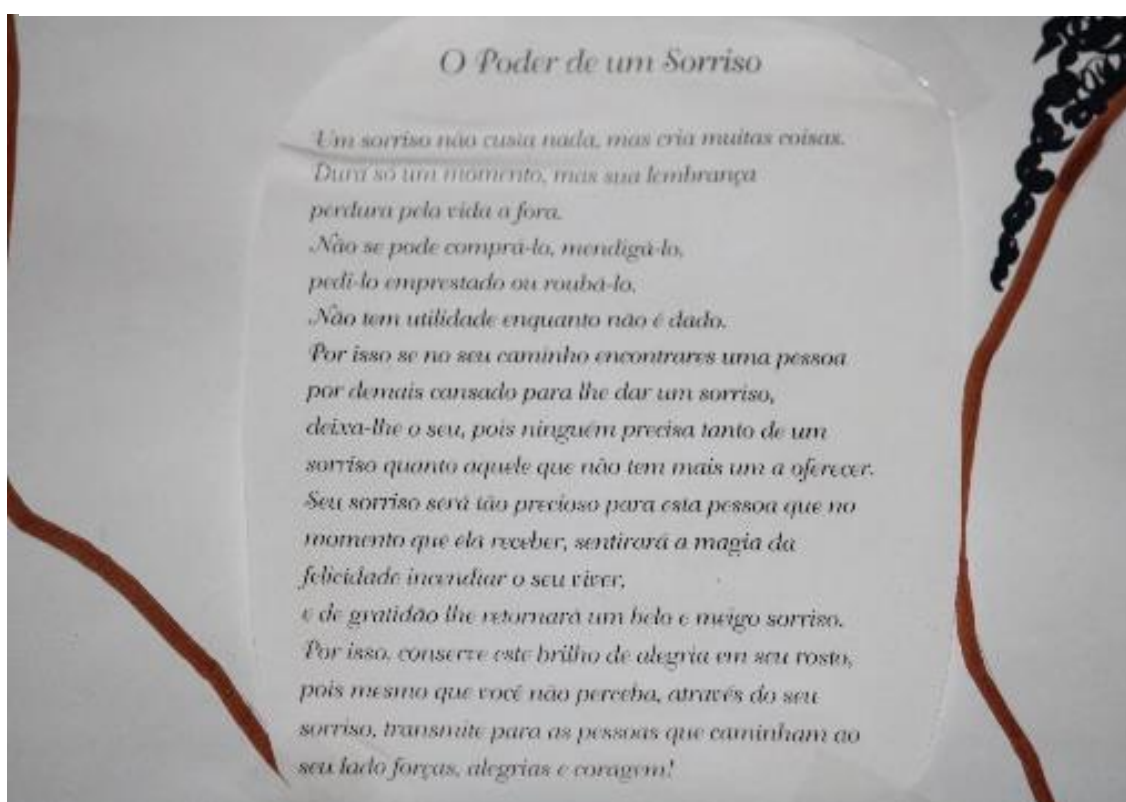 O Poder de um Sorriso
Um sorriso não custa nada, mas cria muitas coisas.
Dura só um momento, mas sua lembrança
perdura pela vida a fora.
Não se pode comprá-lo, mendigá-lo,
pedi-lo emprestado ou roubá-lo.
Não tem utilidade enquanto não é dado.
Por isso se no seu caminho encontrares uma pessoa
por demais cansado para lhe dar um sorriso,
deixa-lhe o seu, pois ninguém precisa tanto de um
sorriso quanto aquele que não tem mais um a oferecer.
Seu sorriso será tão precioso para esta pessoa que no
momento que ela receber, sentirará a magia da
felicidade incendiar o seu viver,
e de gratidão lhe retornará um belo e meigo sorriso.
Por isso, conserve este brilho de alegria em seu rosto,
pois mesmo que você não perceba, através do seu
sorriso, transmite para as pessoas que caminham ao
seu lado forças, alegrias e coragem!